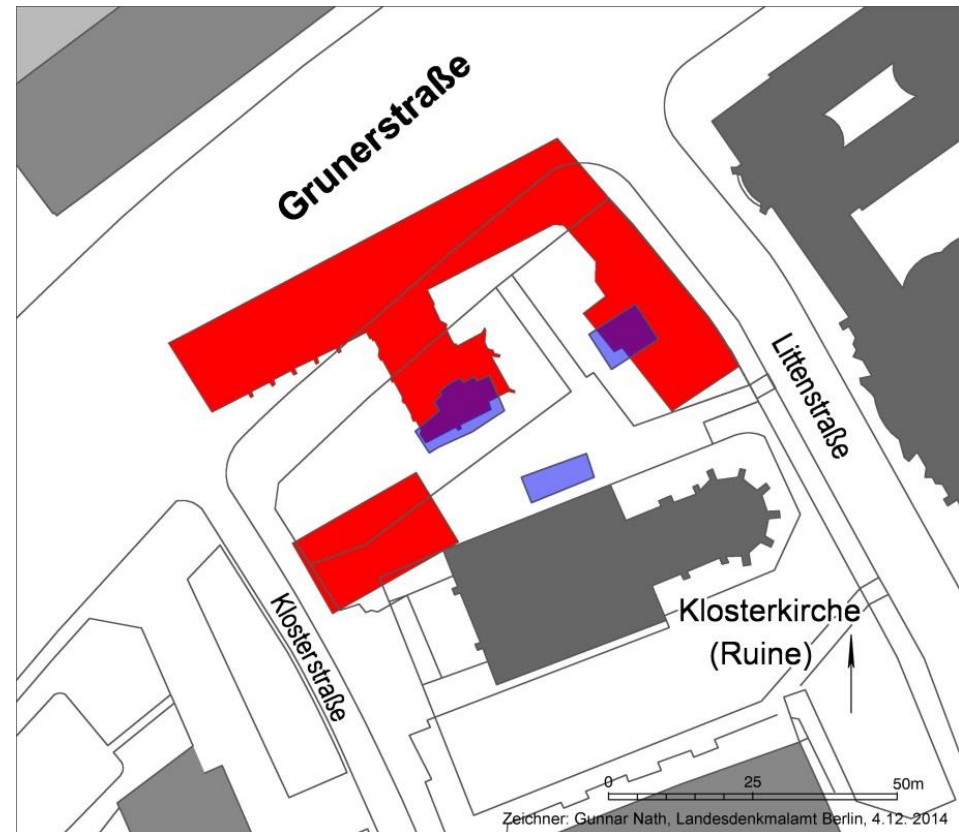 Grunerstraße
Littenstraße
Klosterstraße
Klosterkirche
(Ruine)
0 25 50m
Zeichner: Gunnar Nath, Landesdenkmalamt Berlin, 4.12. 2014